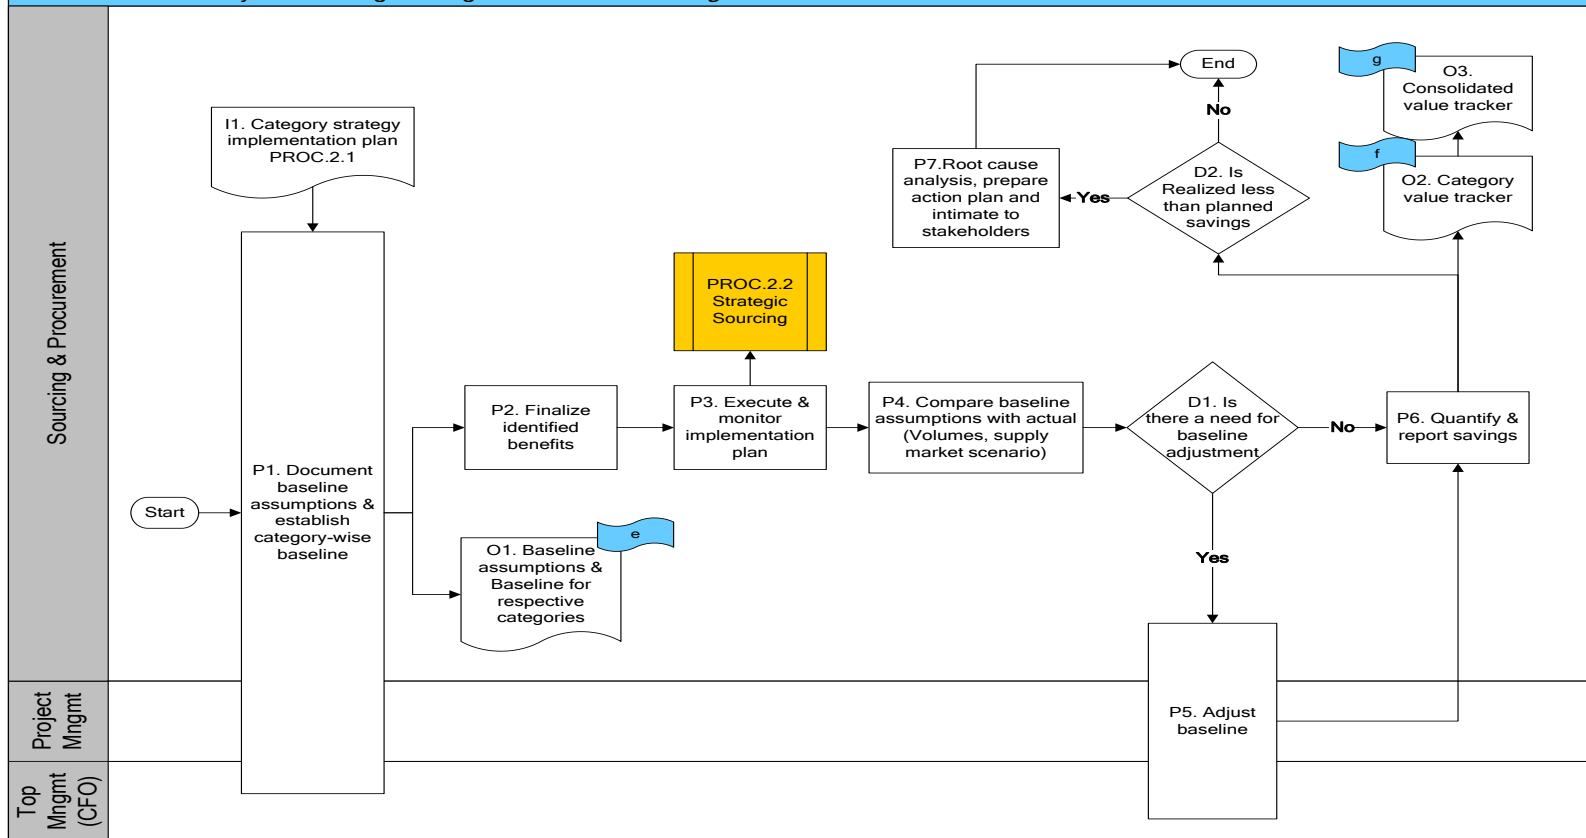 Sourcing & Procurement
Project
Mngmt
Top
Mngmt
(CFO)
I1. Category strategy
implementation plan
PROC.2.1
Start
P1. Document
baseline
assumptions &
establish
category-wise
baseline
P2. Finalize
identified
benefits
O1. Baseline
assumptions &
Baseline for
respective
categories
e
PROC.2.2
Strategic
Sourcing
P3. Execute &
monitor
implementation
plan
P4. Compare baseline
assumptions with actual
(Volumes, supply
market scenario)
D1. Is
there a need for
baseline
adjustment
No
Yes
P5. Adjust
baseline
P6. Quantify &
report savings
D2. Is
Realized less
than planned
savings
Yes
No
P7.Root cause
analysis, prepare
action plan and
intimate to
stakeholders
End
f
O2. Category
value tracker
g
O3.
Consolidated
value tracker